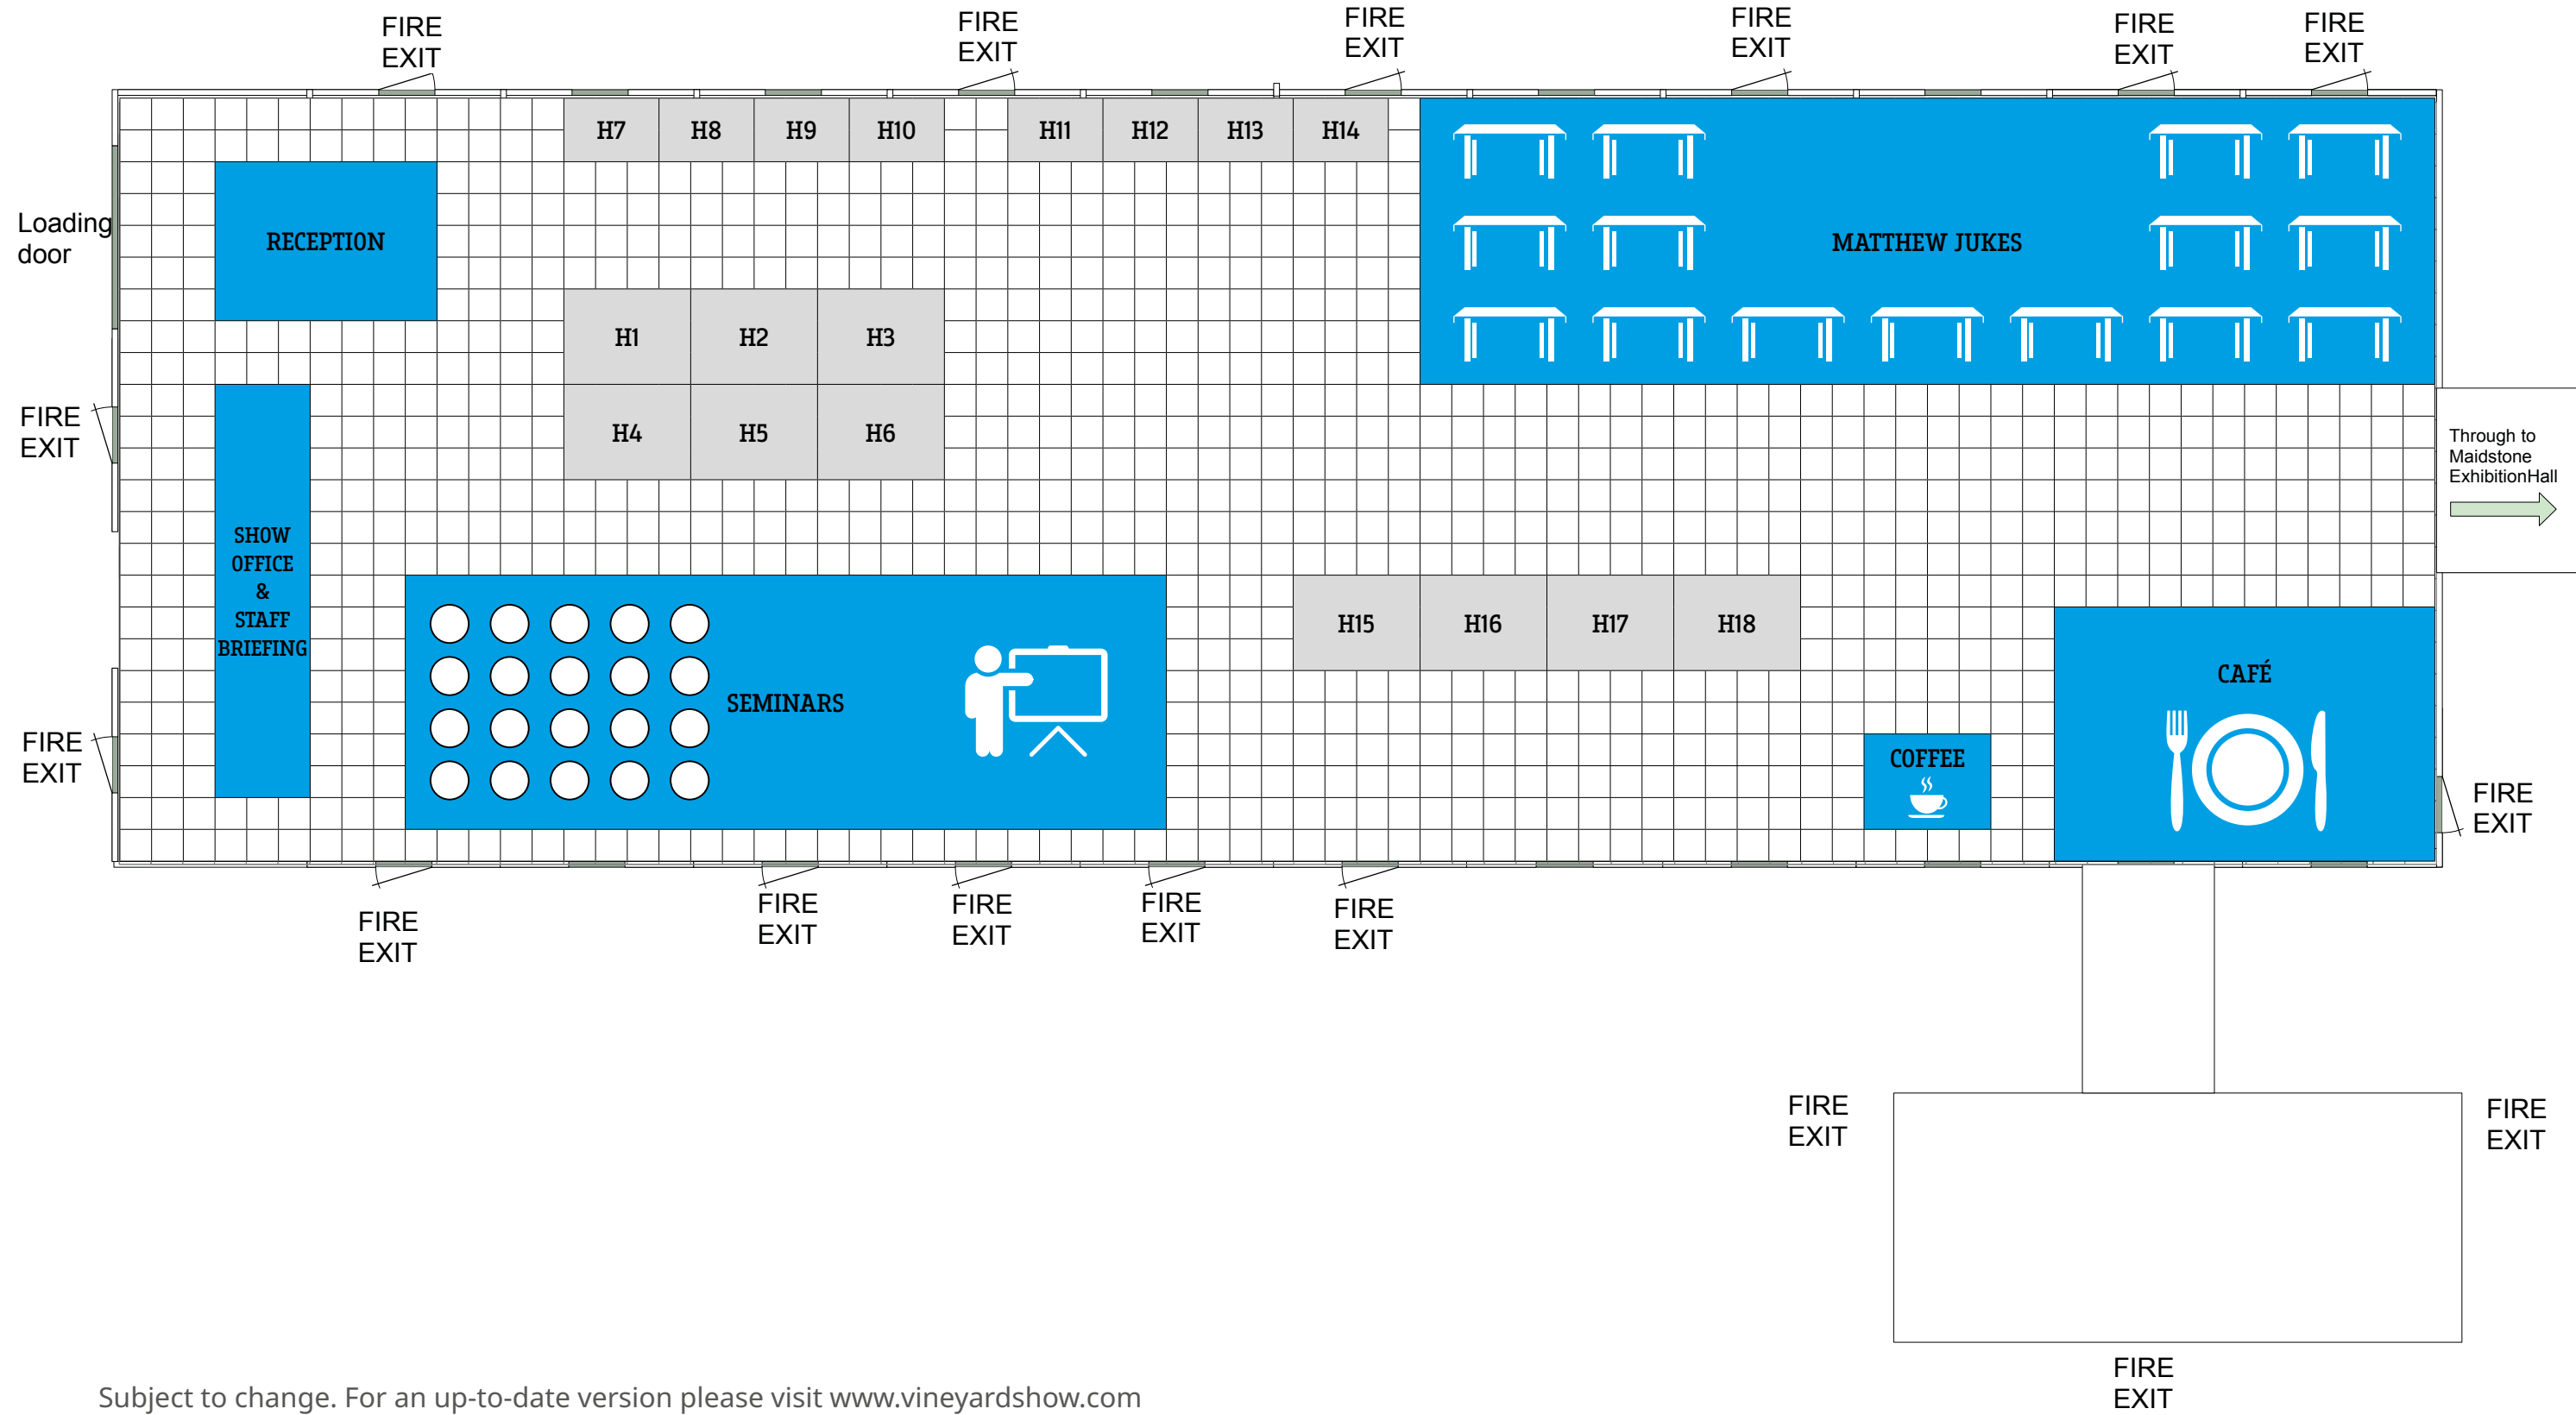 FIRE
EXIT
FIRE
EXIT
FIRE
EXIT
FIRE
EXIT
FIRE
EXIT
FIRE
EXIT
H7
H8
H9
H10
H11
H12
H13
H14
Loading
door
RECEPTION
MATTHEW JUKES
H1
H2
H3
FIRE
EXIT
H4
H5
H6
Through to
Maidstone
ExhibitionHall
SHOW
OFFICE
&
STAFF
BRIEFING
H15
H16
H17
H18
SEMINARS
CAFÉ
FIRE
EXIT
COFFEE
FIRE
EXIT
FIRE
EXIT
FIRE
EXIT
FIRE
EXIT
FIRE
EXIT
FIRE
EXIT
FIRE
EXIT
FIRE
EXIT
FIRE
EXIT
Subject to change. For an up-to-date version please visit www.vineyardshow.com